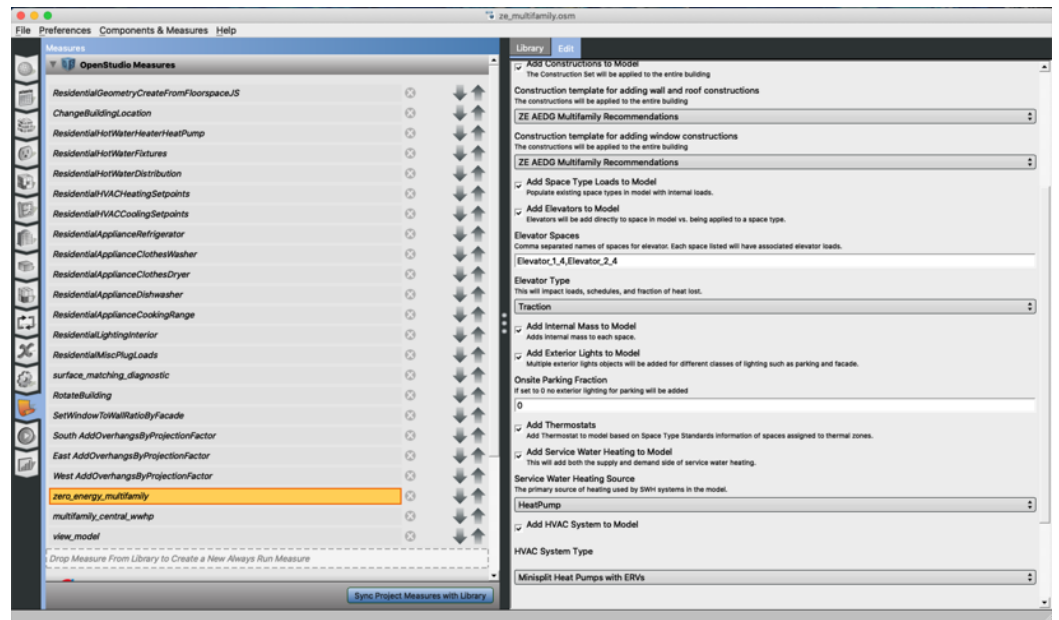 ze_multifamily.osm
File Preferences Components & Measures Help
Measures
OpenStudio Measures
ResidentialGeometryCreateFromFloorspaceJS
ChangeBuildingLocation
ResidentialHotWaterHeaterHeatPump
ResidentialHotWaterFixtures
ResidentialHotWaterDistribution
ResidentialHVACHeatingSetpoints
ResidentialHVACCoolingSetpoints
ResidentialApplianceRefrigerator
ResidentialApplianceClothesWasher
ResidentialApplianceClothesDryer
ResidentialApplianceDishwasher
ResidentialApplianceCookingRange
ResidentialLightingInterior
ResidentialMiscPlugLoads
surface_matching_diagnostic
RotateBuilding
SetWindowToWallRatioByFacade
South AddOverhangsByProjectionFactor
East AddOverhangsByProjectionFactor
West AddOverhangsByProjectionFactor
zero_energy_multifamily
multifamily_central_wwhp
view_model
Drop Measure From Library to Create a New Always Run Measure
Sync Project Measures with Library
Library Edit
Add Constructions to Model
The Construction Set will be applied to the entire building
Construction template for adding wall and roof constructions
The constructions will be applied to the entire building
ZE AEDG Multifamily Recommendations
Construction template for adding window constructions
The constructions will be applied to the entire building
ZE AEDG Multifamily Recommendations
Add Space Type Loads to Model
Populate existing space types in model with internal loads.
Add Elevators to Model
Elevators will be add directly to space in model vs. being applied to a space type.
Elevator Spaces
Comma separated names of spaces for elevator. Each space listed will have associated elevator loads.
Elevator_1_4,Elevator_2_4
Elevator Type
This will impact loads, schedules, and fraction of heat lost.
Traction
Add Internal Mass to Model
Adds internal mass to each space.
Add Exterior Lights to Model
Multiple exterior lights objects will be added for different classes of lighting such as parking and facade.
Onsite Parking Fraction
If set to 0 no exterior lighting for parking will be added
0
Add Thermostats
Add Thermostat to model based on Space Type Standards information of spaces assigned to thermal zones.
Add Service Water Heating to Model
This will add both the supply and demand side of service water heating.
Service Water Heating Source
The primary source of heating used by SWH systems in the model.
HeatPump
Add HVAC System to Model
HVAC System Type
Minisplit Heat Pumps with ERVs